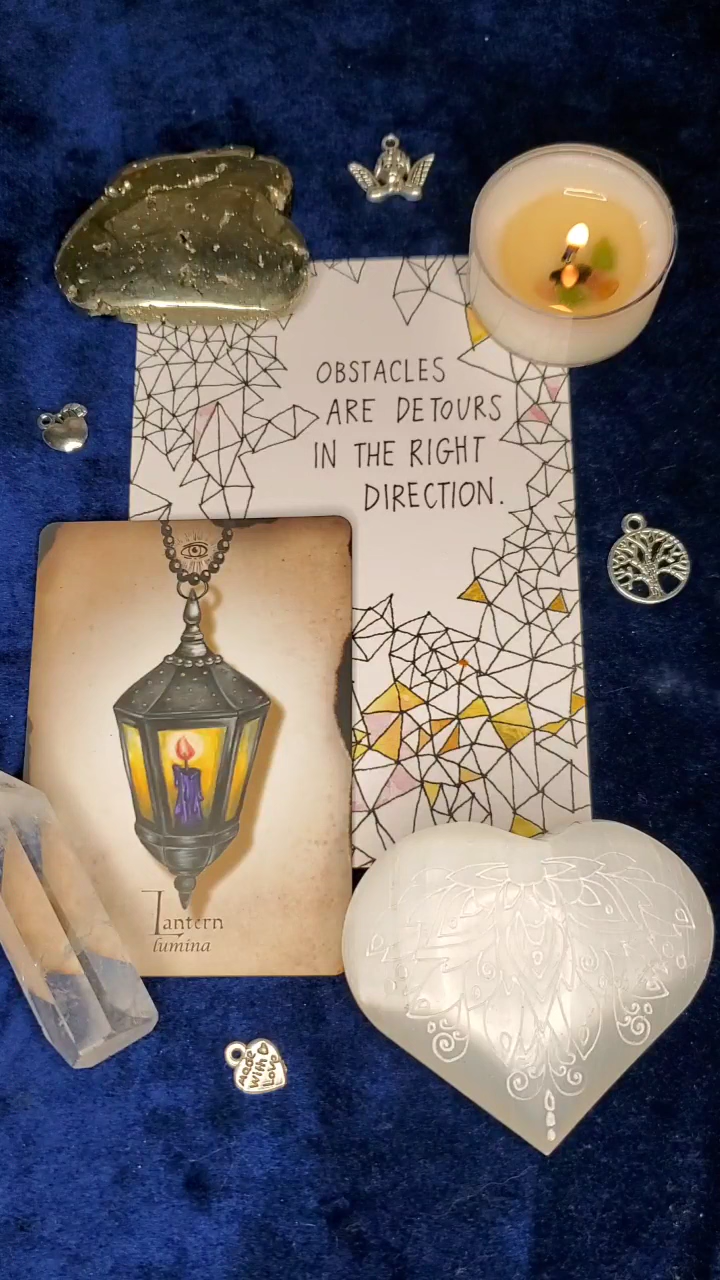 OBSTACLES
ARE DETOURS
IN THE RIGHT
DIRECTION.
Lantern
lumina
Made
With
Love